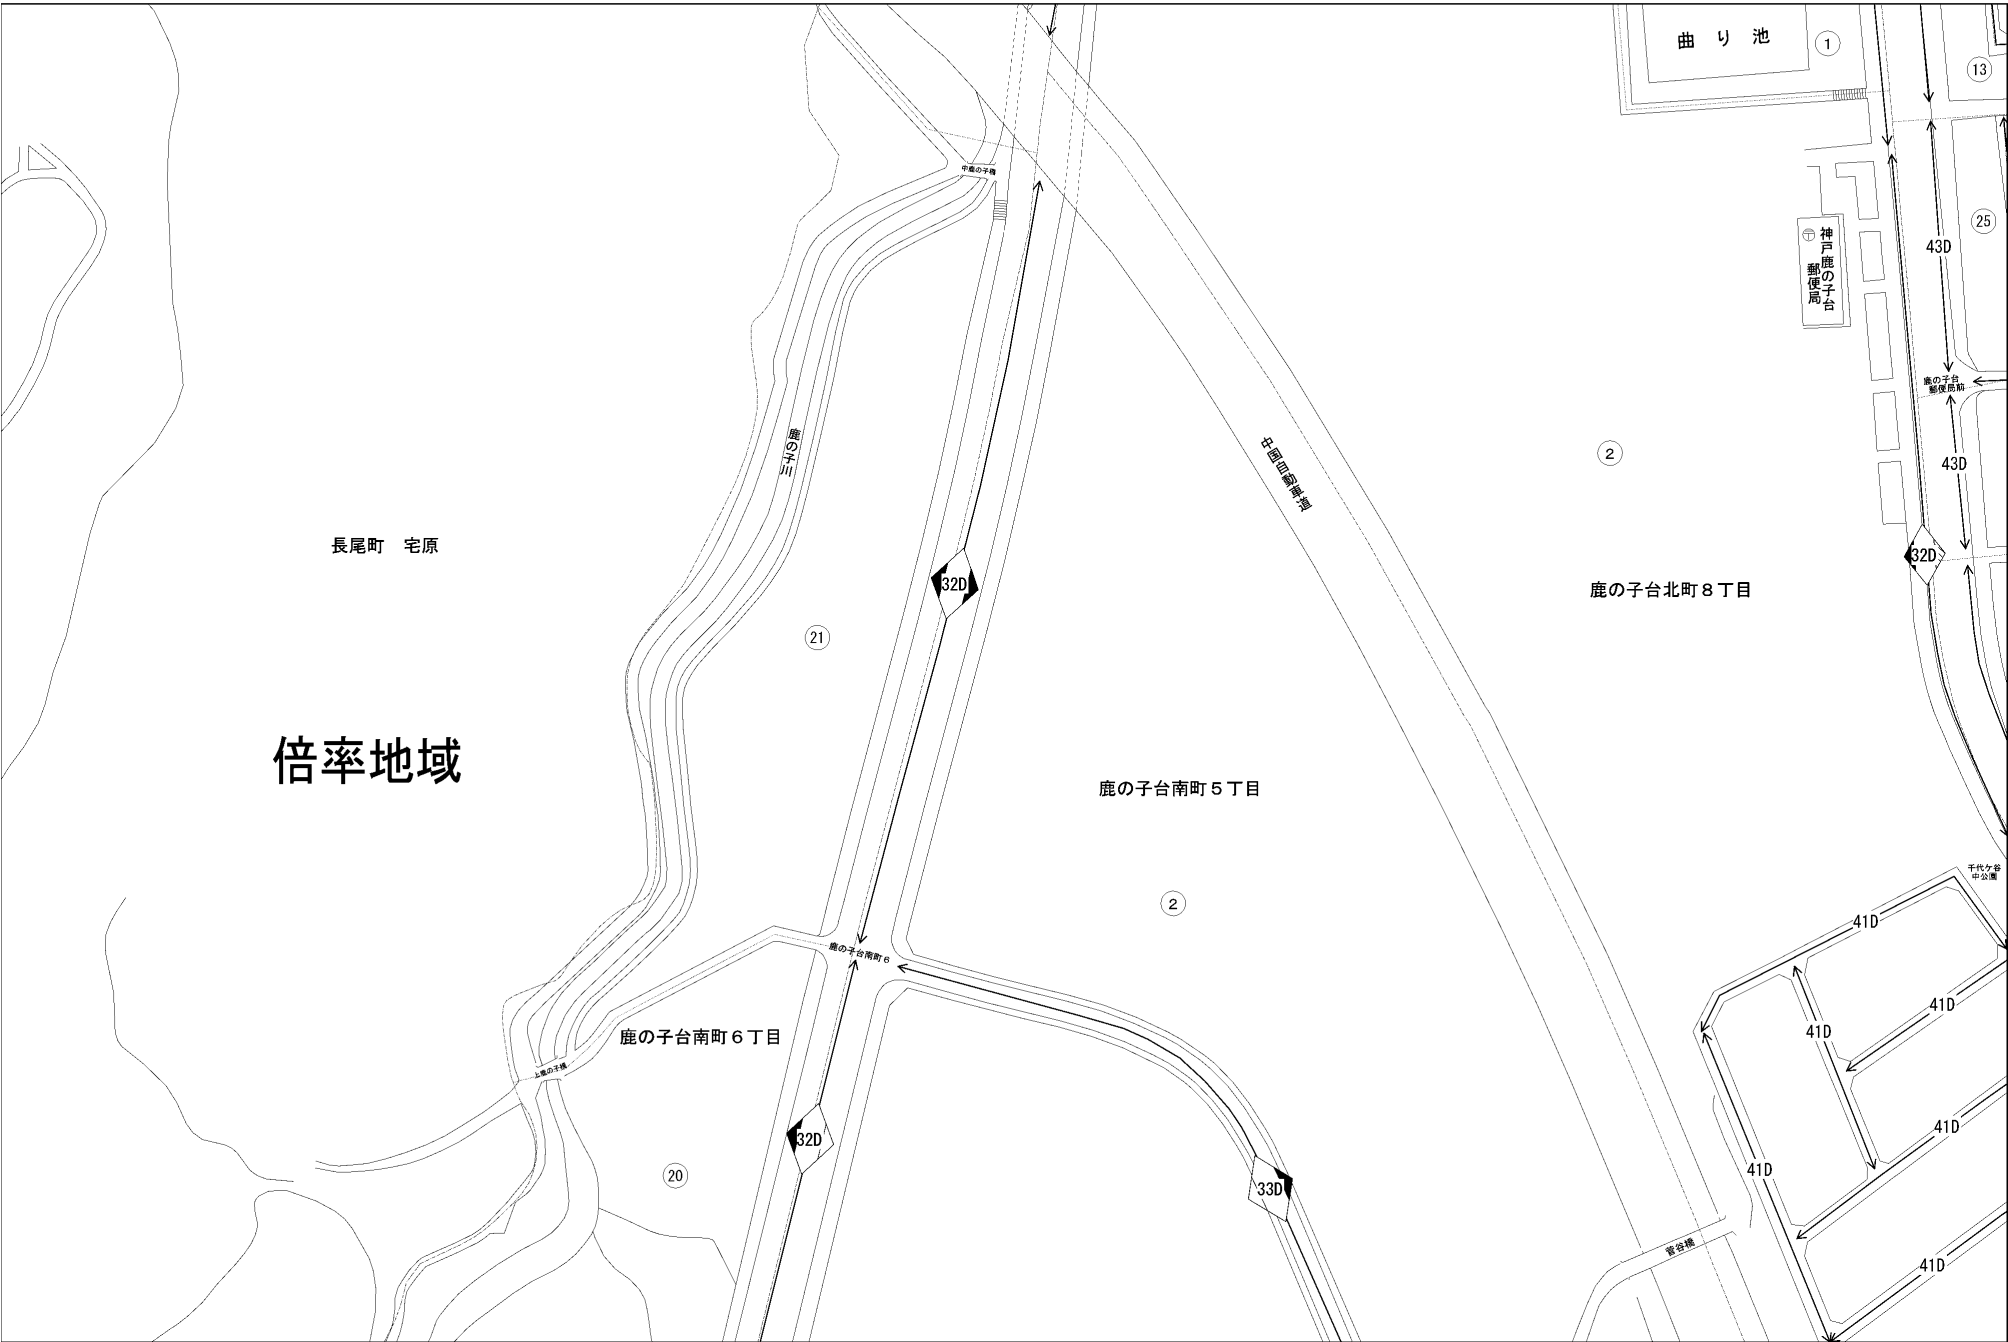 曲り池
1
13
中鹿の子橋
25
神戸鹿の子台
郵便局
43D
鹿の子台
郵便局前
鹿の子川
中国自動車道
2
43D
長尾町 宅原
32D
32D
鹿の子台北町8丁目
21
倍率地域
鹿の子台南町5丁目
千代ケ谷
中公園
2
41D
鹿の子台南町6
41D
鹿の子台南町6丁目
41D
上鹿の子橋
41D
32D
20
33D
41D
菅谷橋
41D